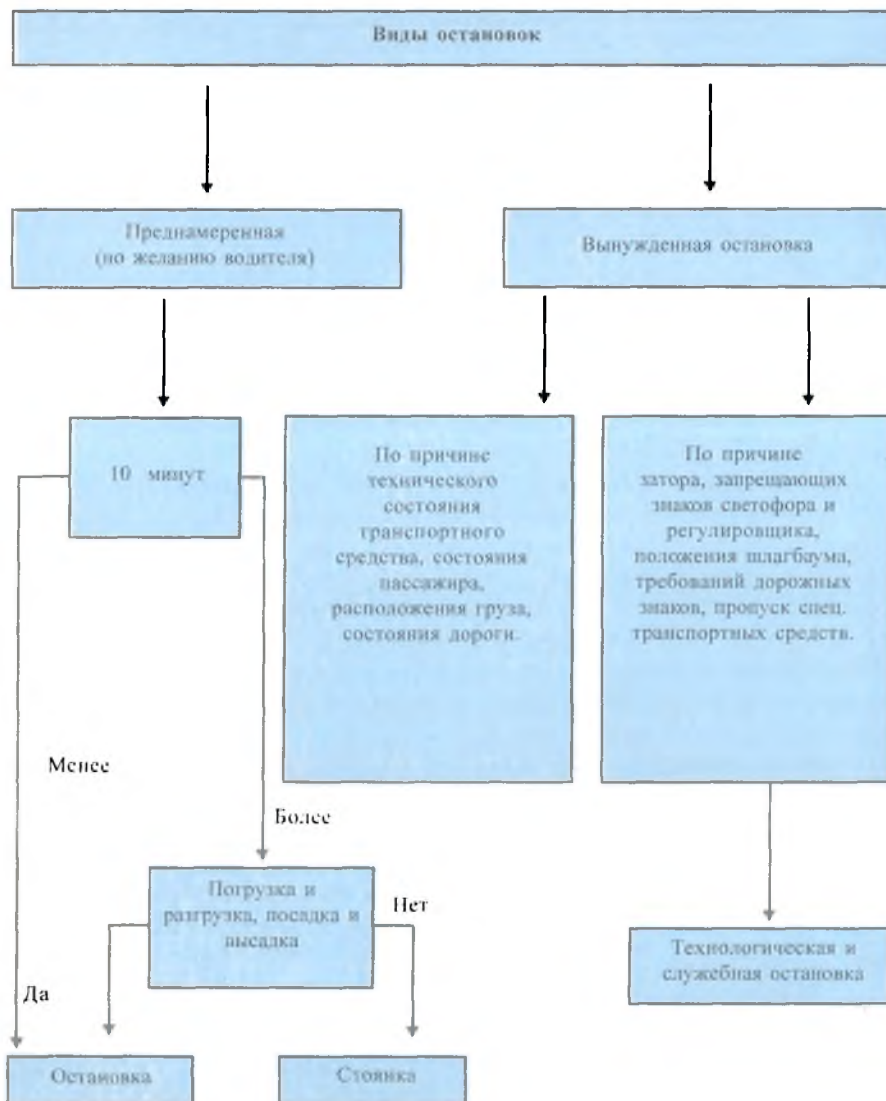 Виды остановок
Преднамеренная
(по желанию водителя)
Вынужденная остановка
10 минут
По причине
технического
состояния
транспортного
средства, состояния
пассажира,
расположения груза,
состояния дороги.
По причине
затора, запрещающих
знаков светофора и
регулировщика,
положения шлагбаума,
требований дорожных
знаков, пропуск спец.
транспортных средств.
Менее
Более
Погрузка и
разгрузка, посадка и
высадка
Нет
Да
Технологическая и
служебная остановка
Остановка
Стоянка